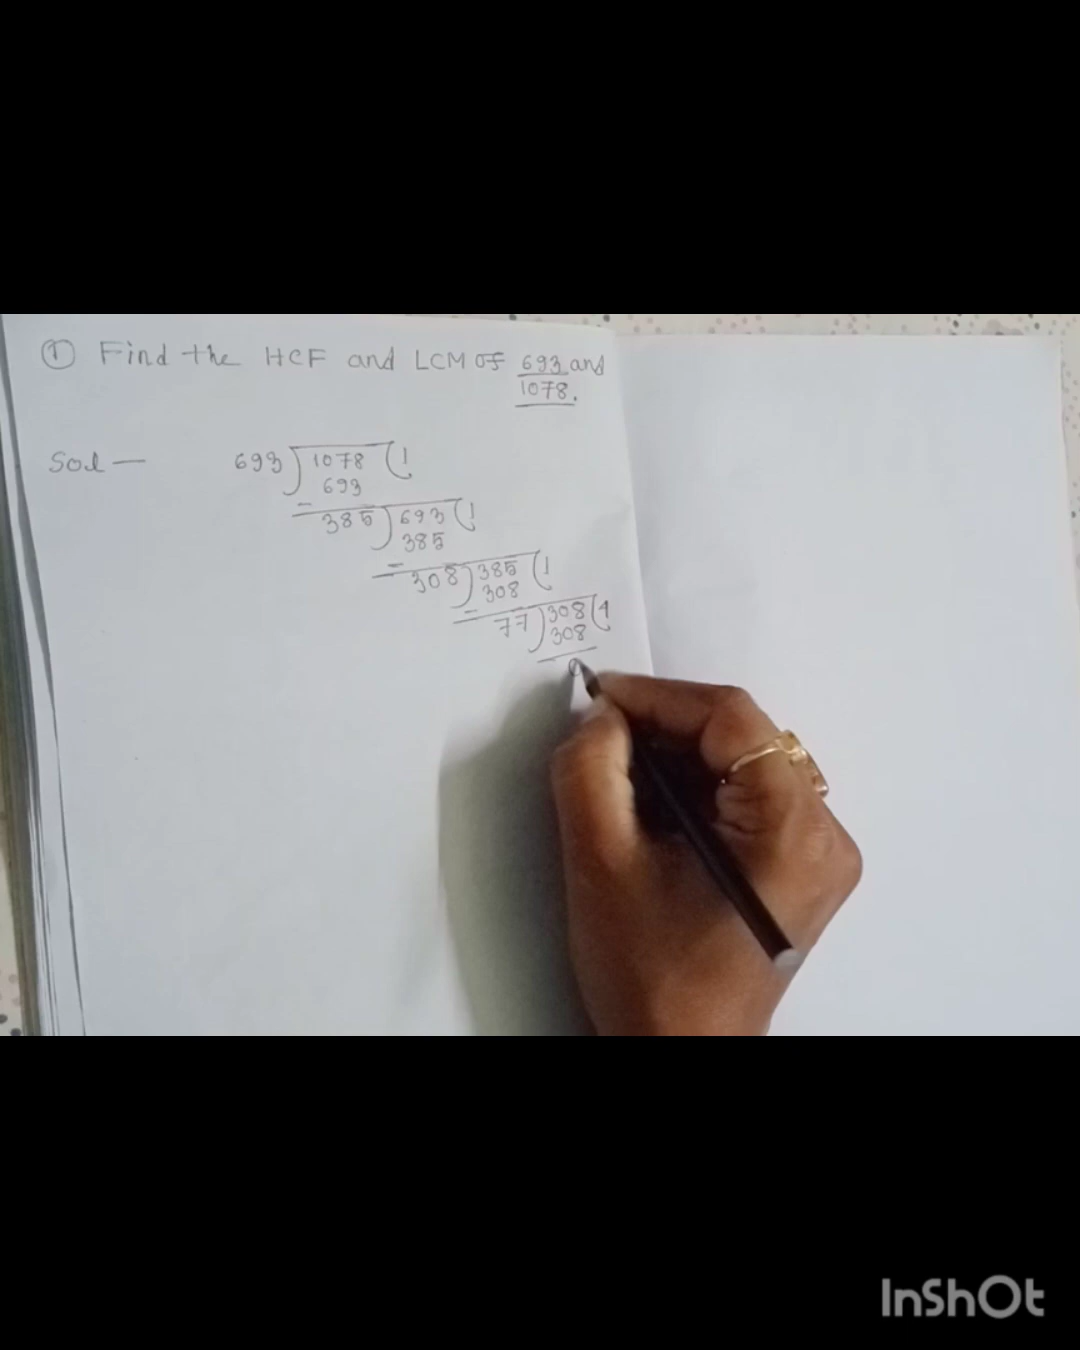 ① Find the HCF and LCM of 693 and
1078.
Sol — 693 ) 1078 ( 1
693
- 385 ) 693 ( 1
385
- 308 ) 385 ( 1
308
- 77 ) 308 ( 4
308
0
InShOt